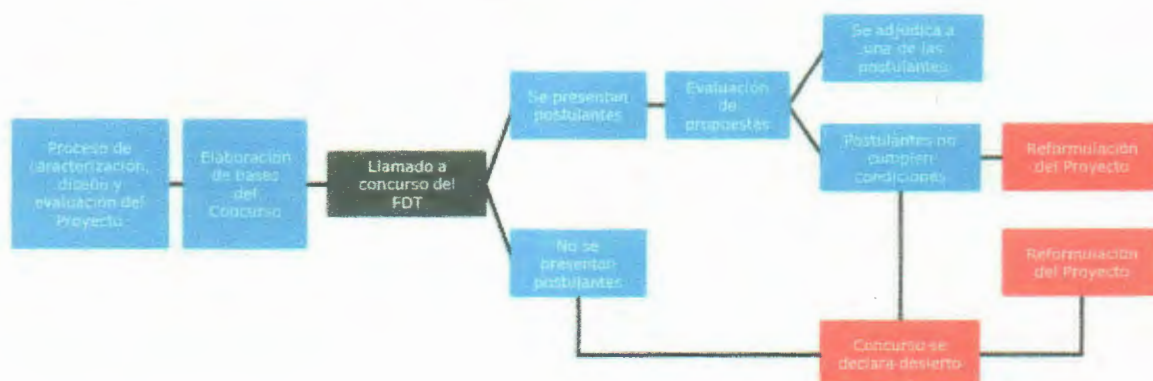 Proceso de
caracterización,
diseño y
evaluación del
Proyecto
Elaboración
de bases
del
Concurso
Llamado a
concurso del
FDT
Se presentan
postulantes
Evaluación
de
propuestas
Se adjudica a
una de las
postulantes
Postulantes no
cumplen
condiciones
Reformulación
del Proyecto
No se
presentan
postulantes
Reformulación
del Proyecto
Concurso se
declara desierto